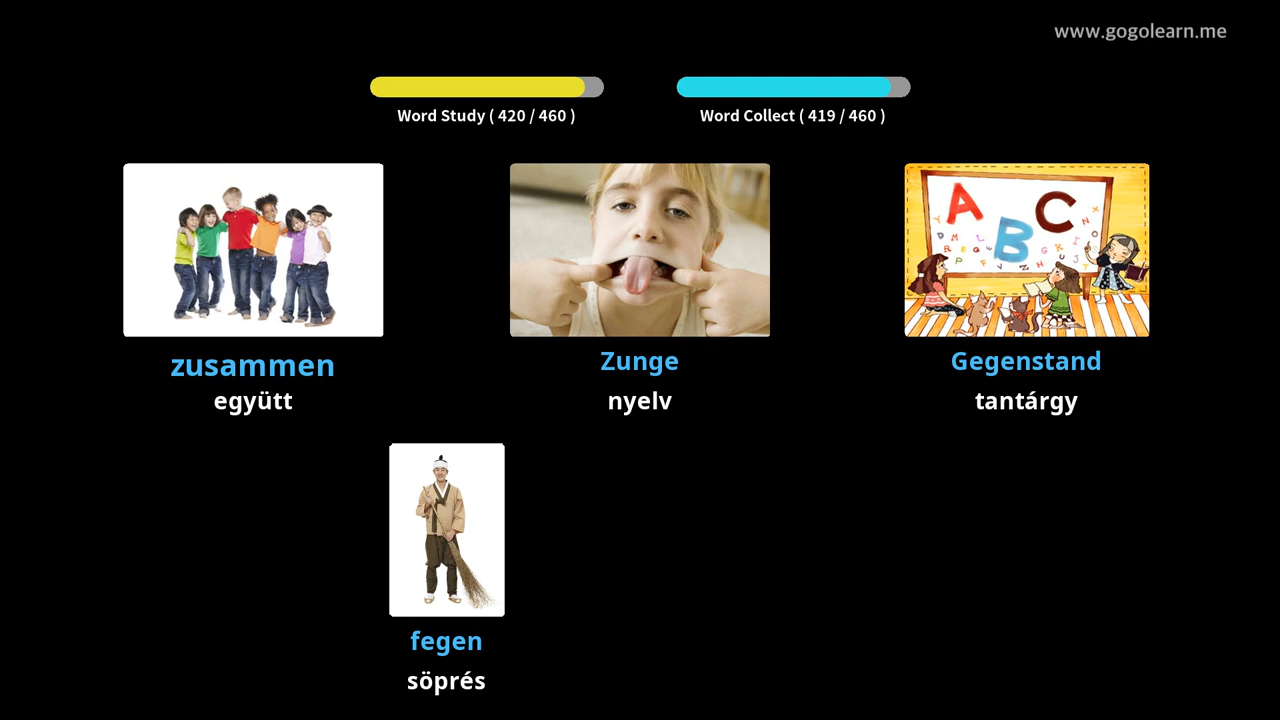 www.gogolearn.me
Word Study ( 420 / 460 )
Word Collect ( 419 / 460 )
A B C
zusammen
együtt
Zunge
nyelv
Gegenstand
tantárgy
fegen
söprés